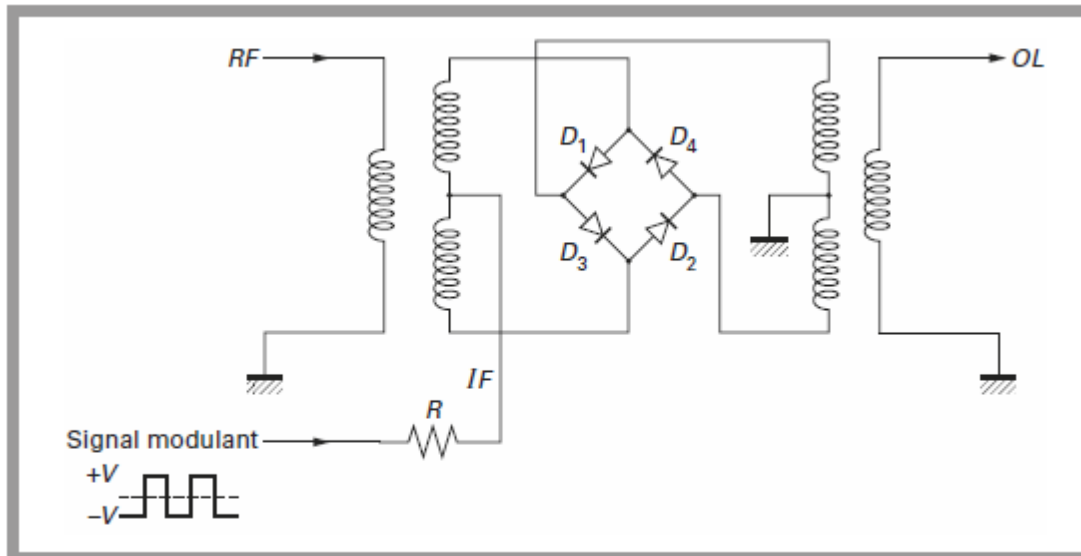 RF
OL
D1
D4
D3
D2
IF
R
Signal modulant
+V
–V